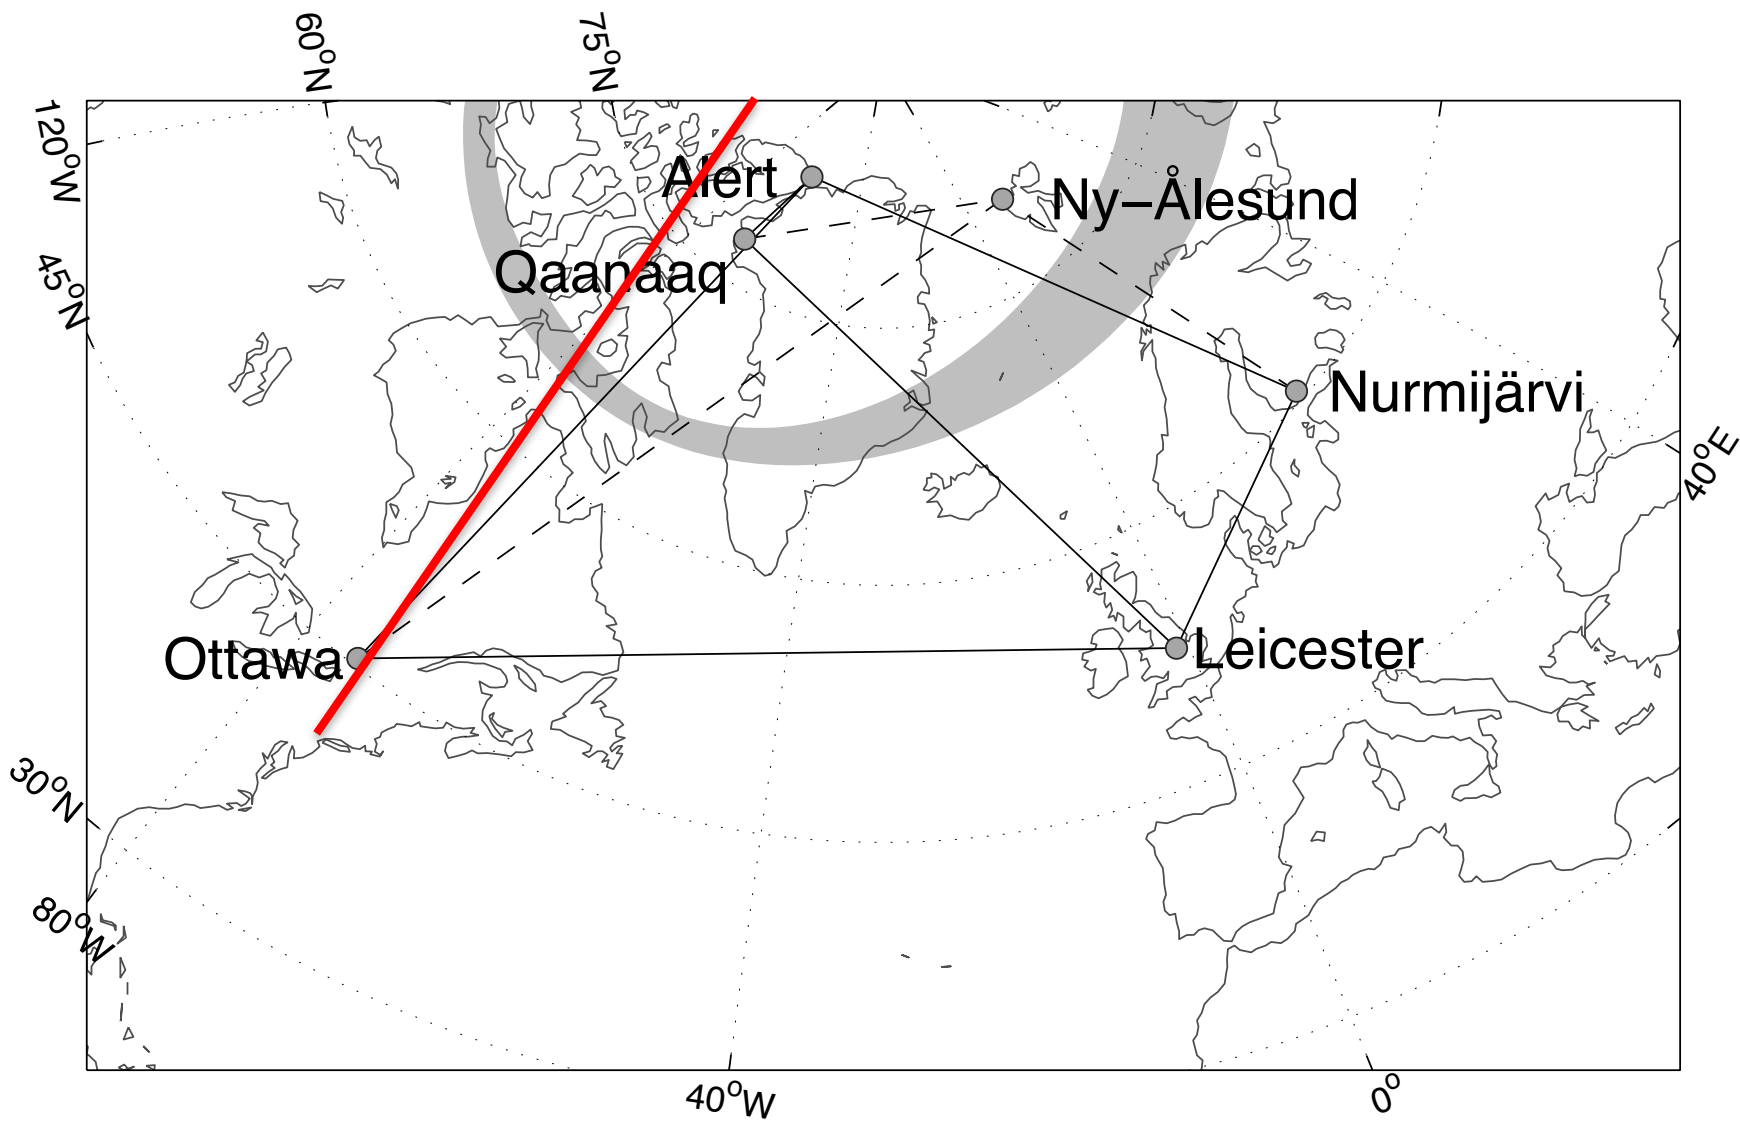 60°N
75°N
120°W
Alert
Ny–Ålesund
Qaanaaq
45°N
Nurmijärvi
40°E
Ottawa
Leicester
30°N
80°W
40°W
0°